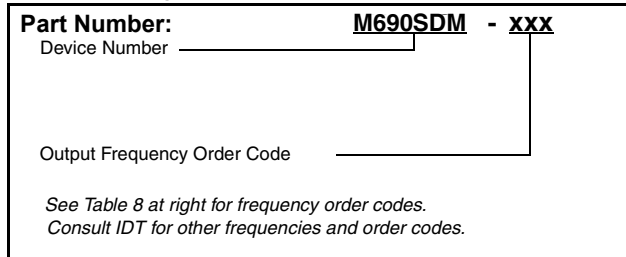 Part Number: M690SDM - xxx
Device Number
Output Frequency Order Code
See Table 8 at right for frequency order codes.
Consult IDT for other frequencies and order codes.